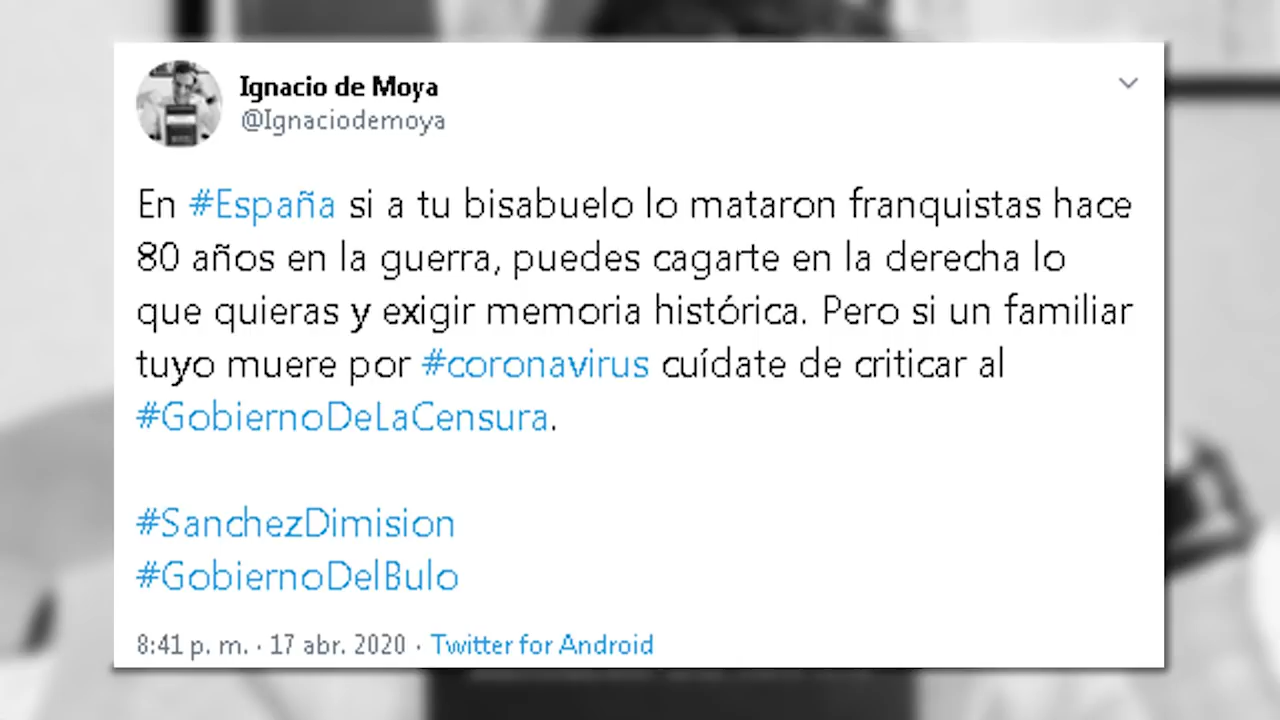 Ignacio de Moya
@Ignaciodemoya
En #España si a tu bisabuelo lo mataron franquistas hace
80 años en la guerra, puedes cagarte en la derecha lo
que quieras y exigir memoria histórica. Pero si un familiar
tuyo muere por #coronavirus cuídate de criticar al
#GobiernoDeLaCensura.
#SanchezDimision
#GobiernoDelBulo
8:41 p. m. · 17 abr. 2020 · Twitter for Android